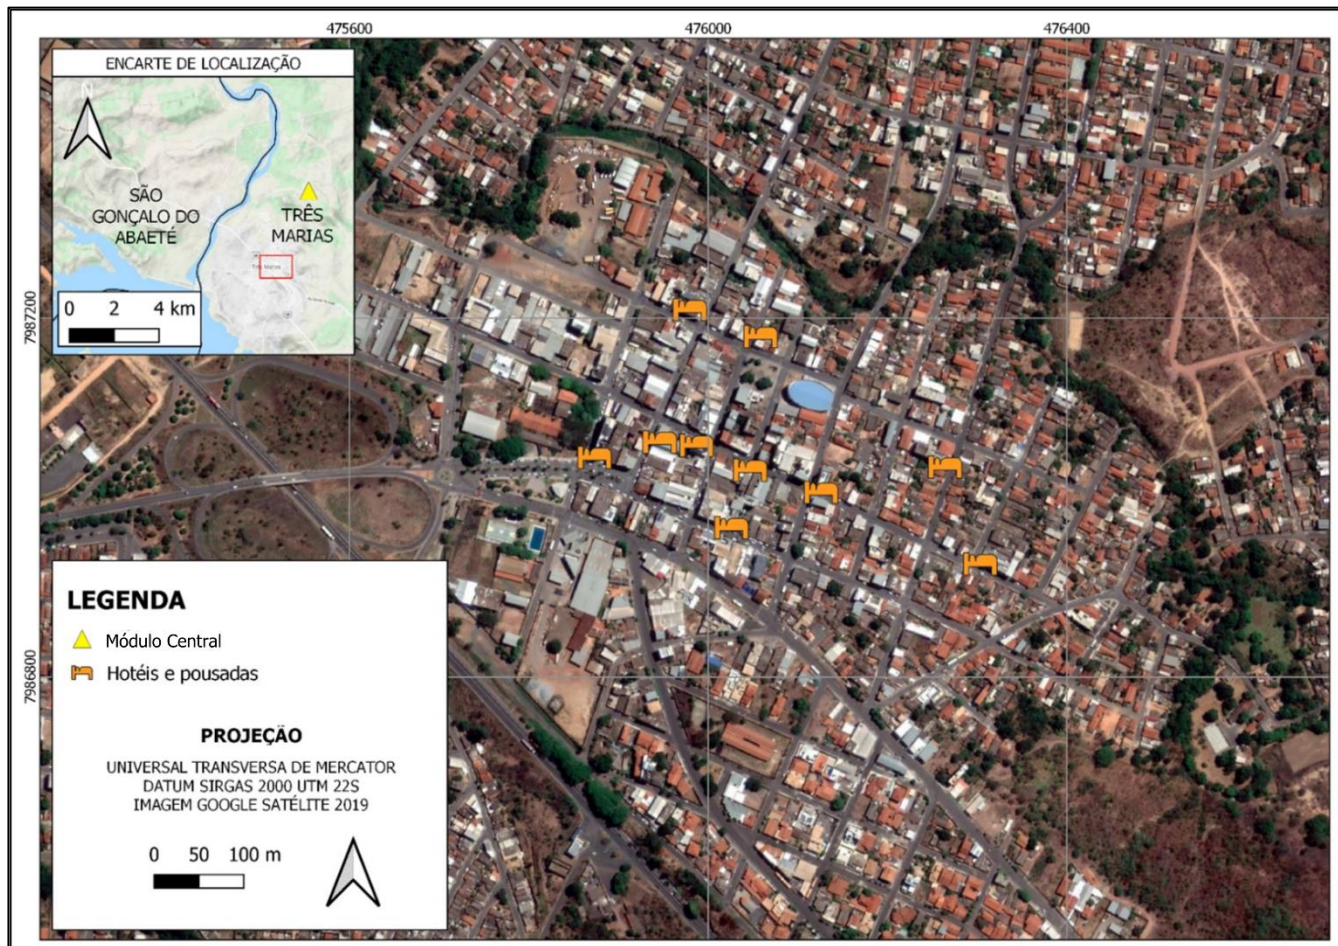 475600
476000
476400
ENCARTE DE LOCALIZAÇÃO
N
SÃO
GONÇALO DO
ABAETÉ
TRÊS
MARIAS
Três Marias
0 2 4 km
7987200
7986800
LEGENDA
Módulo Central
Hotéis e pousadas
PROJEÇÃO
UNIVERSAL TRANSVERSA DE MERCATOR
DATUM SIRGAS 2000 UTM 22S
IMAGEM GOOGLE SATÉLITE 2019
0 50 100 m